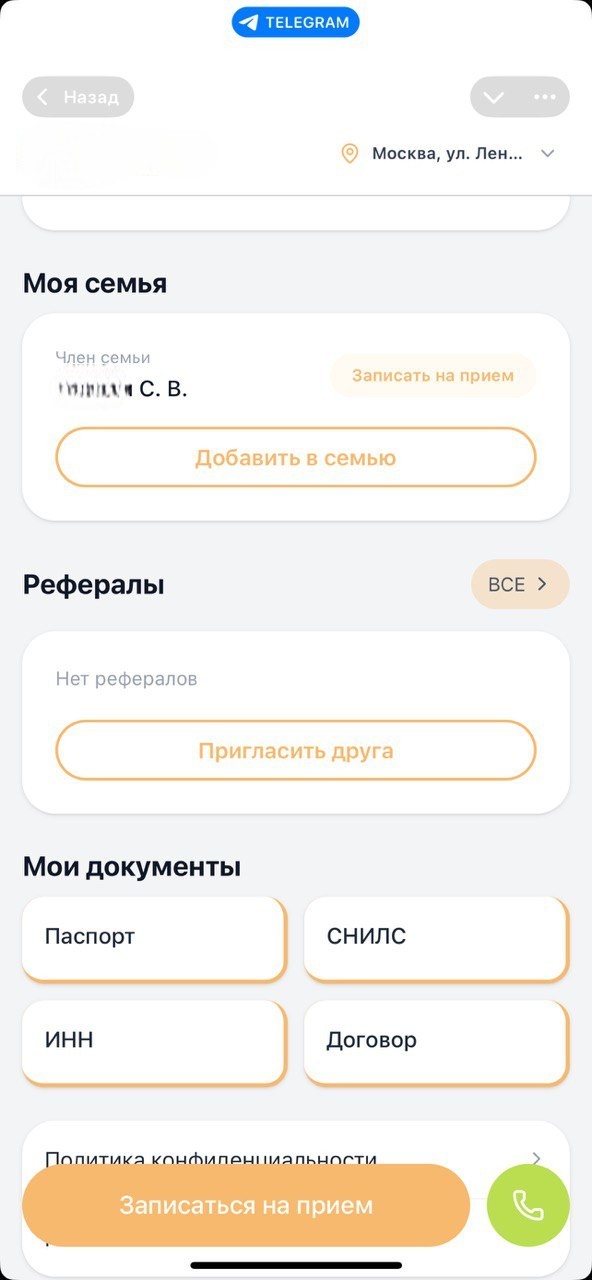 TELEGRAM
Назад
Москва, ул. Лен...
Моя семья
Член семьи
С. В.
Записать на прием
Добавить в семью
Рефералы
ВСЕ
Нет рефералов
Пригласить друга
Мои документы
Паспорт
СНИЛС
ИНН
Договор
Политика конфиденциальности
Записаться на прием